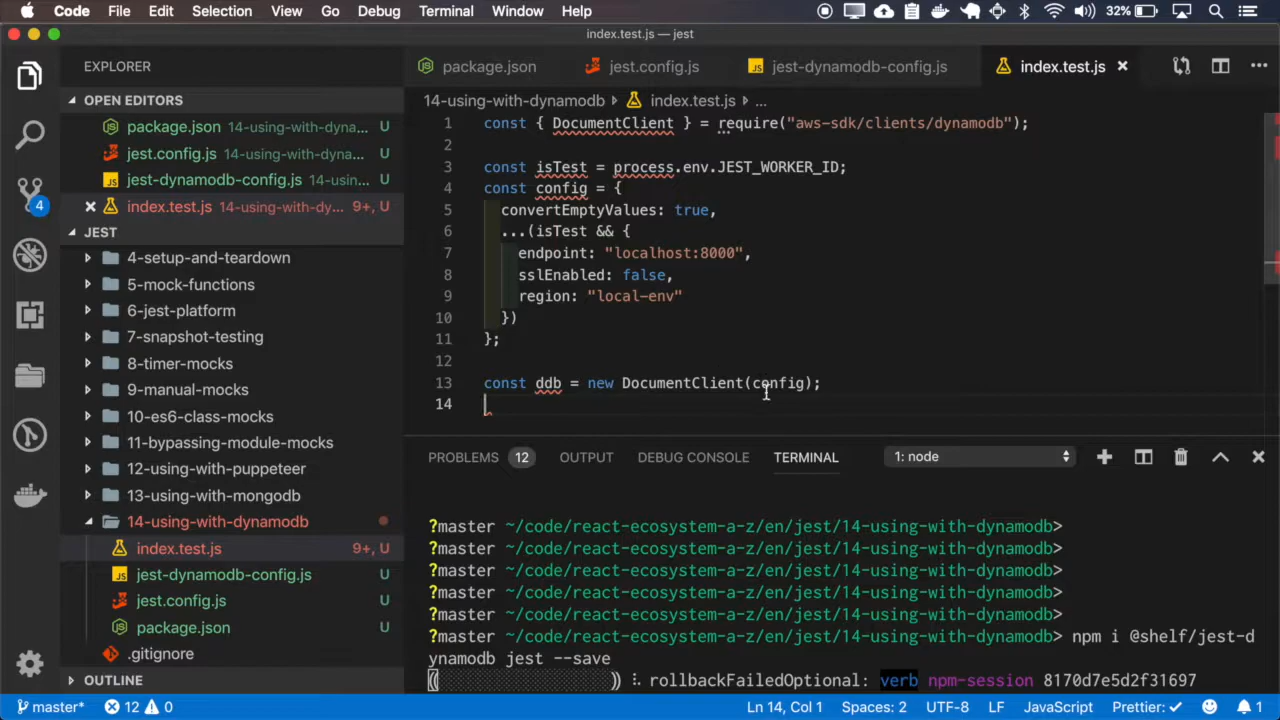 Code File Edit Selection View Go Debug Terminal Window Help 32%
index.test.js — jest
EXPLORER
package.json jest.config.js jest-dynamodb-config.js index.test.js
OPEN EDITORS
14-using-with-dynamodb index.test.js ...
package.json 14-using-with-dyna... U
jest.config.js 14-using-with-dyna... U
jest-dynamodb-config.js 14-usin... U
index.test.js 14-using-with-dy... 9+, U
JEST
4-setup-and-teardown
5-mock-functions
6-jest-platform
7-snapshot-testing
8-timer-mocks
9-manual-mocks
10-es6-class-mocks
11-bypassing-module-mocks
12-using-with-puppeteer
13-using-with-mongodb
14-using-with-dynamodb
index.test.js 9+, U
jest-dynamodb-config.js U
jest.config.js U
package.json U
.gitignore
OUTLINE
4
1 const { DocumentClient } = require("aws-sdk/clients/dynamodb");
2
3 const isTest = process.env.JEST_WORKER_ID;
4 const config = {
5 convertEmptyValues: true,
6 ...(isTest && {
7 endpoint: "localhost:8000",
8 sslEnabled: false,
9 region: "local-env"
10 })
11 };
12
13 const ddb = new DocumentClient(config);
14
PROBLEMS 12 OUTPUT DEBUG CONSOLE TERMINAL 1: node
?master ~/code/react-ecosystem-a-z/en/jest/14-using-with-dynamodb>
?master ~/code/react-ecosystem-a-z/en/jest/14-using-with-dynamodb>
?master ~/code/react-ecosystem-a-z/en/jest/14-using-with-dynamodb>
?master ~/code/react-ecosystem-a-z/en/jest/14-using-with-dynamodb>
?master ~/code/react-ecosystem-a-z/en/jest/14-using-with-dynamodb>
?master ~/code/react-ecosystem-a-z/en/jest/14-using-with-dynamodb> npm i @shelf/jest-d
ynamodb jest --save
(( )) ⠸ rollbackFailedOptional: verb npm-session 8170d7e5d2f31697
master* 12 0 Ln 14, Col 1 Spaces: 2 UTF-8 LF JavaScript Prettier: ✓ 1